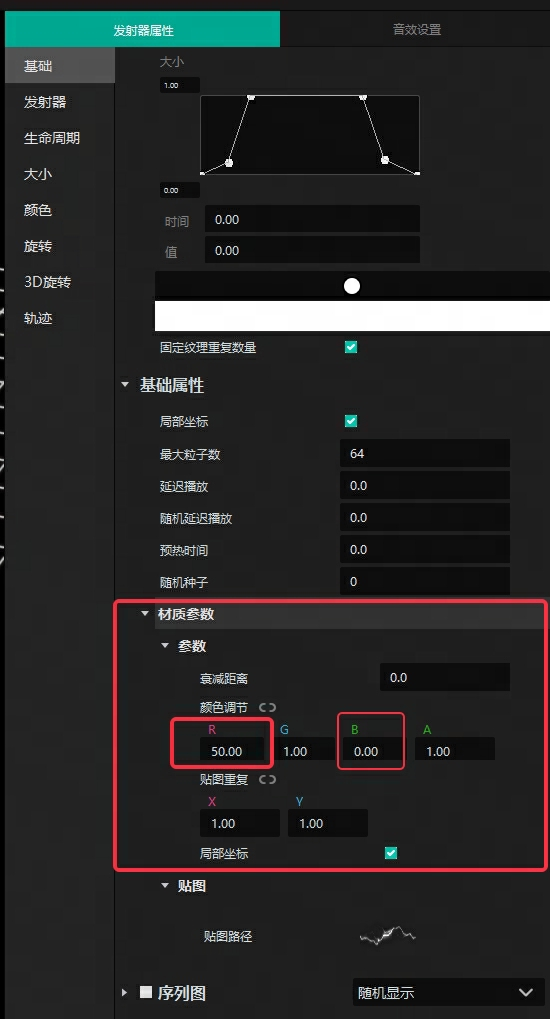 发射器属性 音效设置
基础
发射器
生命周期
大小
颜色
旋转
3D旋转
轨迹
大小
1.00
0.00
时间 0.00
值 0.00
固定纹理重复数量
基础属性
局部坐标
最大粒子数 64
延迟播放 0.0
随机延迟播放 0.0
预热时间 0.0
随机种子 0
材质参数
参数
衰减距离 0.0
颜色调节
R G B A
50.00 1.00 0.00 1.00
贴图重复
X Y
1.00 1.00
局部坐标
贴图
贴图路径
序列图 随机显示